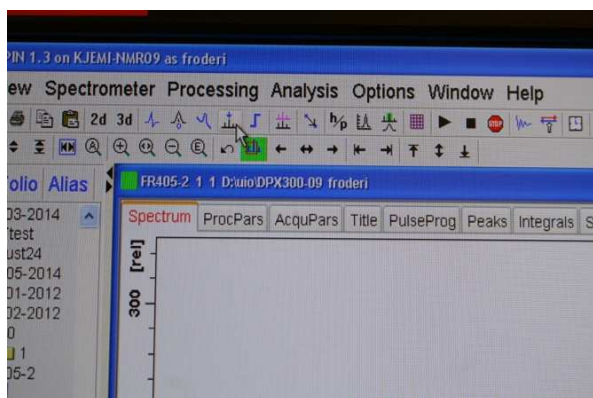 PIN 1.3 on KJEMI-NMR09 as froderi
ew Spectrometer Processing Analysis Options Window Help
2d 3d h/p STOP
olio Alias
FR405-2 1 1 D:\uio\DPX300-09 froderi
03-2014
test
ust24
05-2014
01-2012
02-2012
0
1
05-2
Spectrum ProcPars AcquPars Title PulseProg Peaks Integrals S
[rel]
300